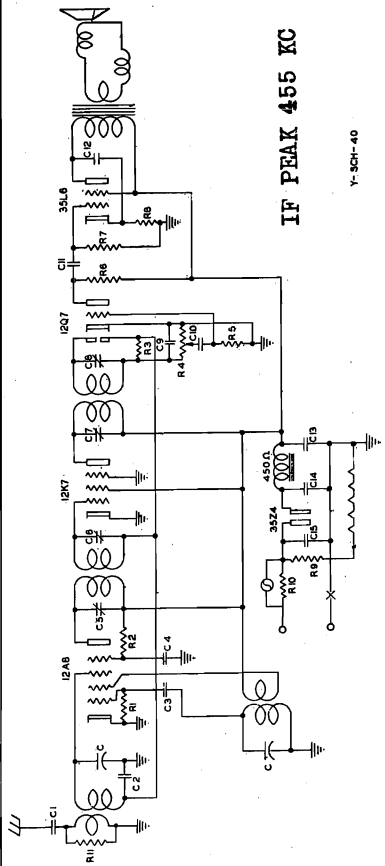 C1
R11
C
C2
12A8
R1
R2
C3
C4
C
C5
C6
12K7
C7
C8
12Q7
R3
C9
R4
C10
R5
C11
R6
R7
35L6
R8
C12
450Ω
35Z4
C13
C14
C15
R9
R10
IF PEAK 455 KC
Y-SCH-40